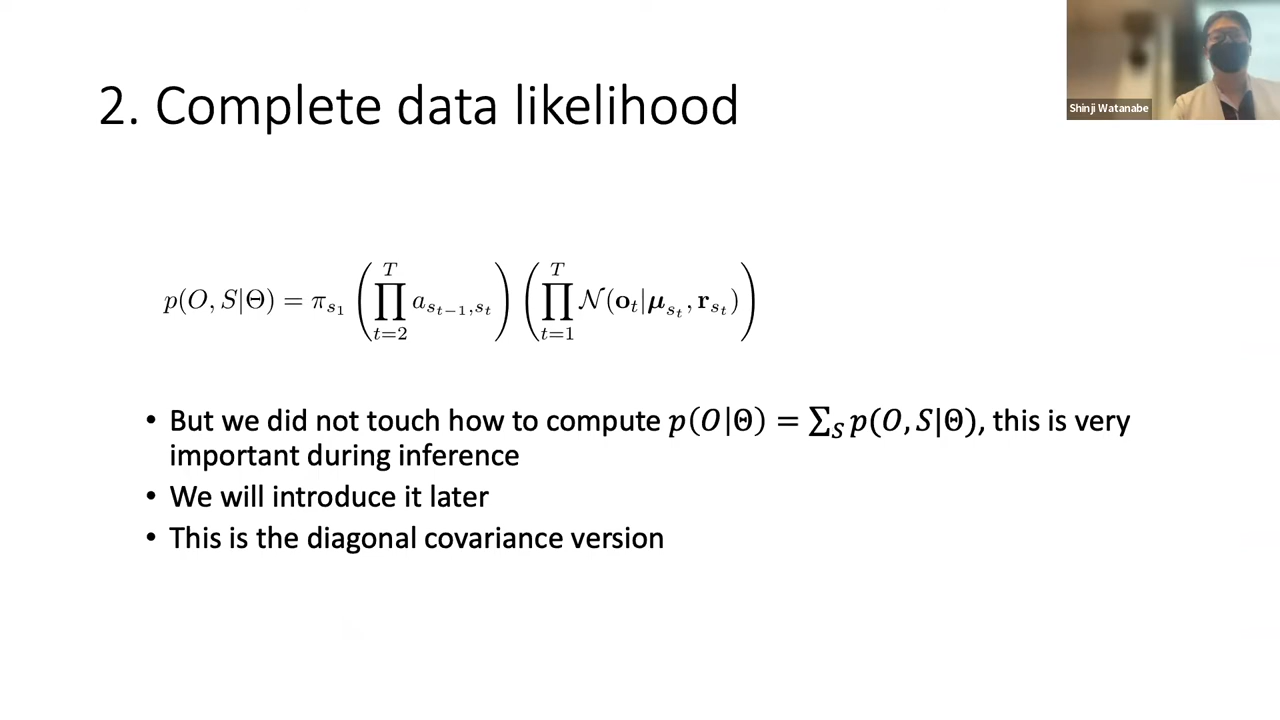 2. Complete data likelihood
Shinji Watanabe
p(O, S|Θ) = π_{s_1} ( ∏_{t=2}^{T} a_{s_{t−1},s_t} ) ( ∏_{t=1}^{T} 𝒩(o_t|μ_{s_t}, r_{s_t}) )
• But we did not touch how to compute p(O|Θ) = ∑_S p(O, S|Θ), this is very
important during inference
• We will introduce it later
• This is the diagonal covariance version